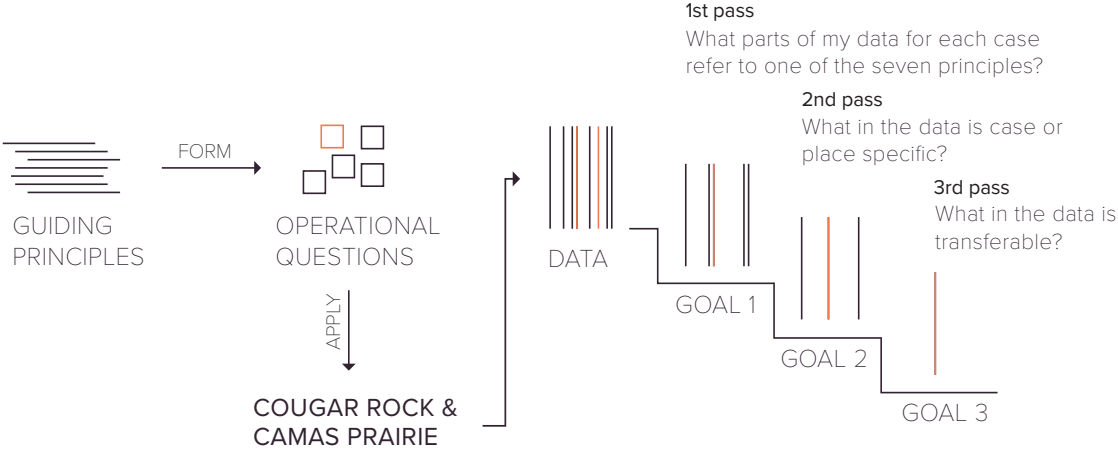 1st pass
What parts of my data for each case
refer to one of the seven principles?
2nd pass
What in the data is case or
place specific?
3rd pass
What in the data is
transferable?
FORM
GUIDING
PRINCIPLES
OPERATIONAL
QUESTIONS
APPLY
COUGAR ROCK &
CAMAS PRAIRIE
DATA
GOAL 1
GOAL 2
GOAL 3